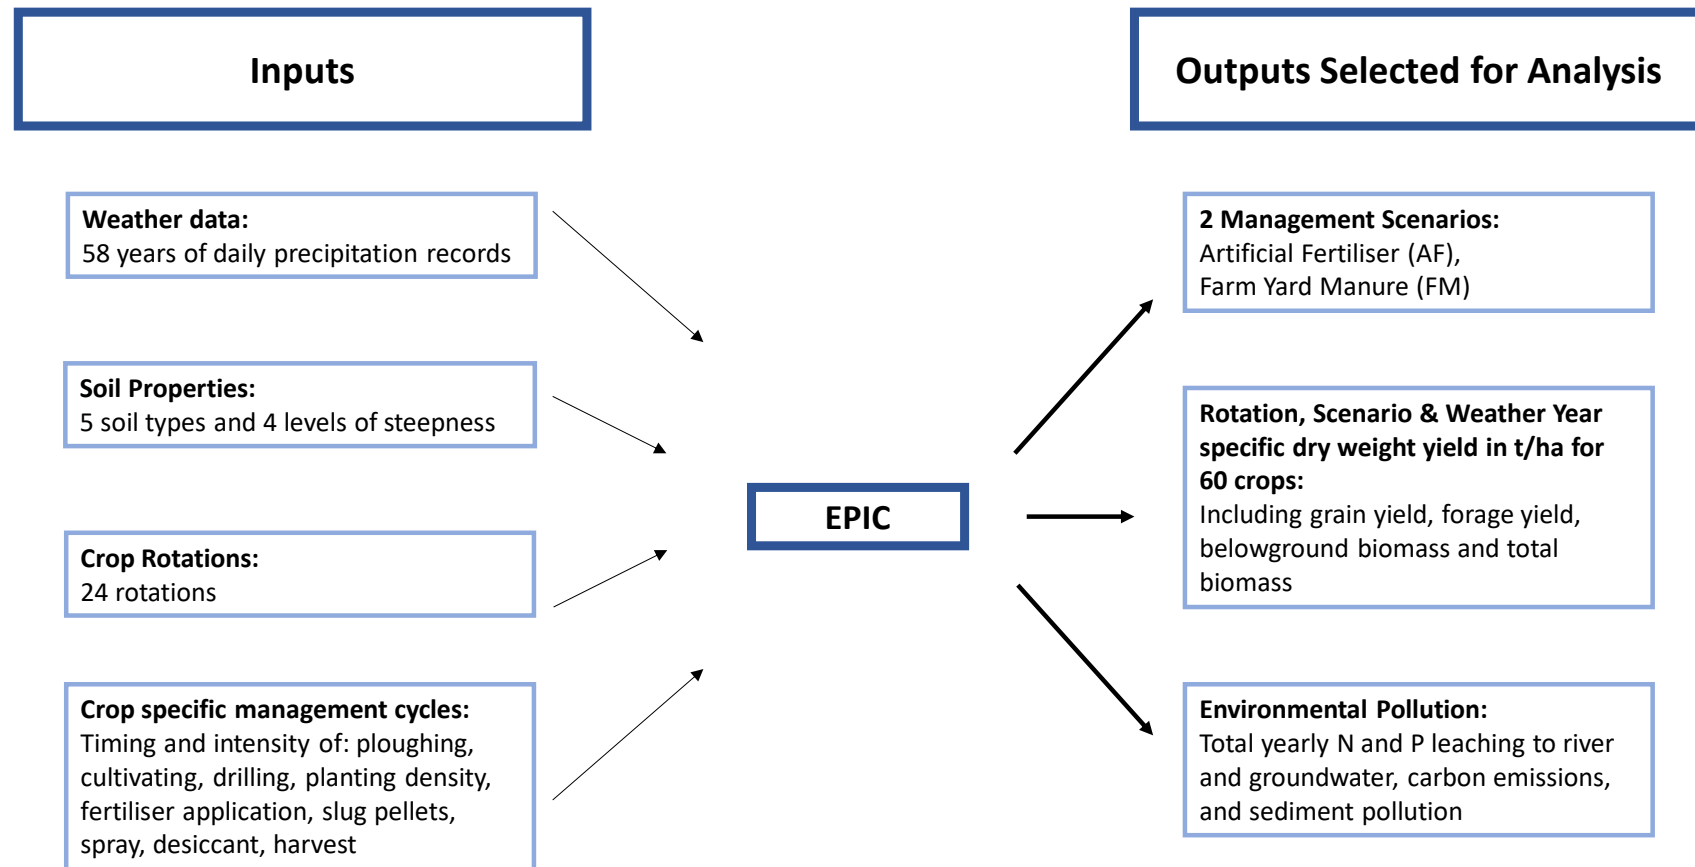 Inputs
Outputs Selected for Analysis
Weather data:
58 years of daily precipitation records
Soil Properties:
5 soil types and 4 levels of steepness
Crop Rotations:
24 rotations
Crop specific management cycles:
Timing and intensity of: ploughing,
cultivating, drilling, planting density,
fertiliser application, slug pellets,
spray, desiccant, harvest
EPIC
2 Management Scenarios:
Artificial Fertiliser (AF),
Farm Yard Manure (FM)
Rotation, Scenario & Weather Year
specific dry weight yield in t/ha for
60 crops:
Including grain yield, forage yield,
belowground biomass and total
biomass
Environmental Pollution:
Total yearly N and P leaching to river
and groundwater, carbon emissions,
and sediment pollution